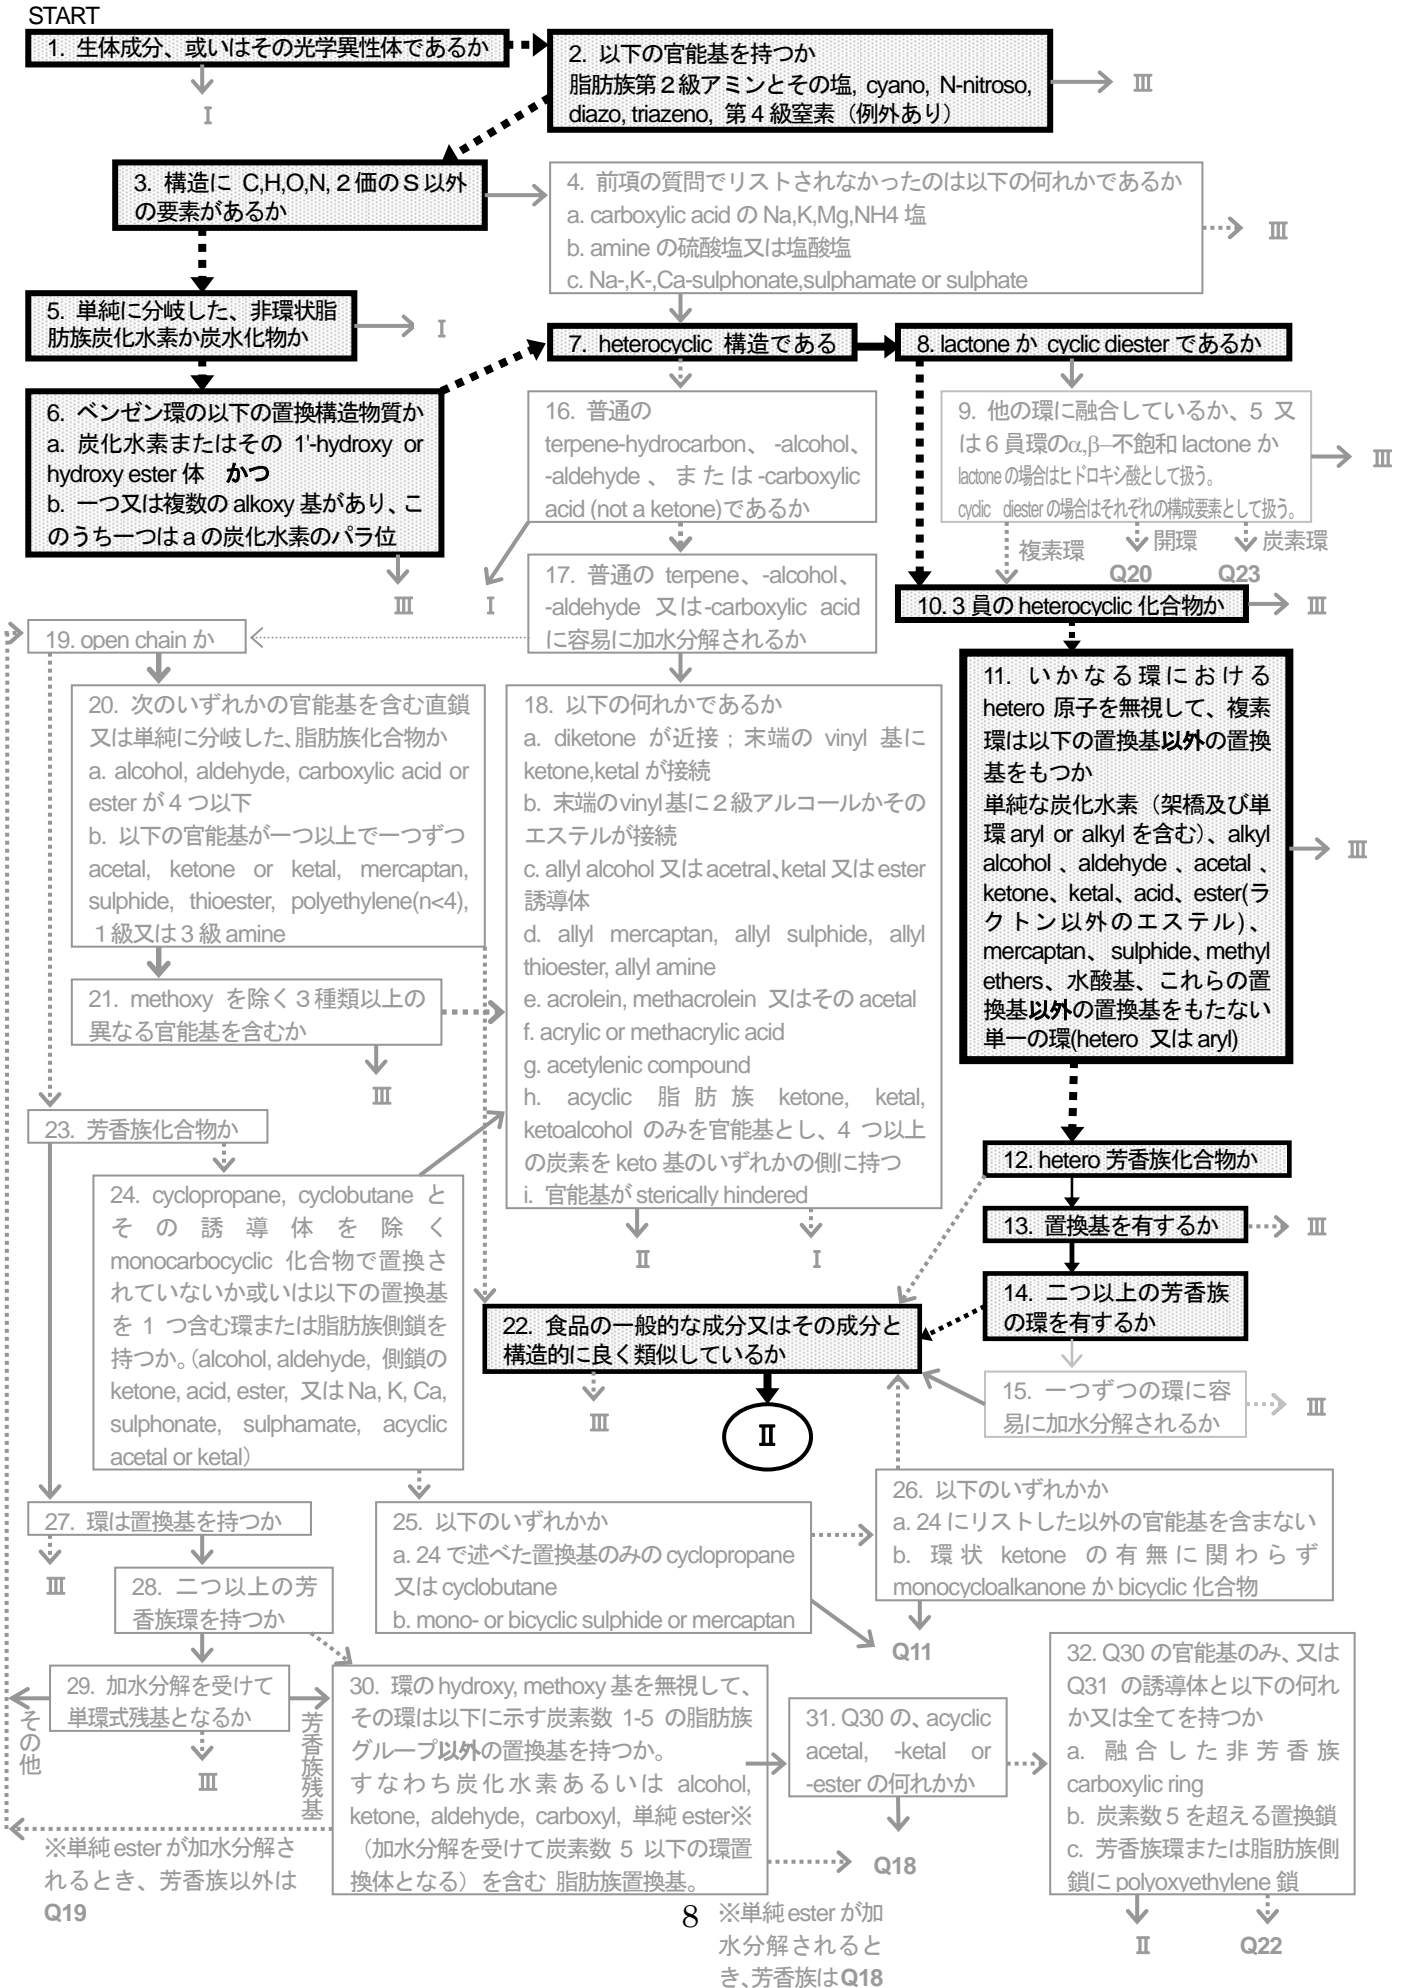 START
1. 生体成分、或いはその光学異性体であるか
I
2. 以下の官能基を持つか
脂肪族第２級アミンとその塩, cyano, N-nitroso,
diazo, triazeno, 第４級窒素（例外あり）
Ⅲ
3. 構造に C,H,O,N,２価のＳ以外
の要素があるか
4. 前項の質問でリストされなかったのは以下の何れかであるか
a. carboxylic acid の Na,K,Mg,NH4 塩
b. amine の硫酸塩又は塩酸塩
c. Na-,K-,Ca-sulphonate,sulphamate or sulphate
Ⅲ
5. 単純に分岐した、非環状脂
肪族炭化水素か炭水化物か
I
6. ベンゼン環の以下の置換構造物質か
a. 炭化水素またはその 1'-hydroxy or
hydroxy ester 体　かつ
b. 一つ又は複数の alkoxy 基があり、こ
のうち一つは a の炭化水素のパラ位
Ⅲ
7. heterocyclic 構造である
8. lactone か cyclic diester であるか
9. 他の環に融合しているか、5 又
は 6 員環のα,β–不飽和 lactone か
lactone の場合はヒドロキシ酸として扱う。
cyclic diester の場合はそれぞれの構成要素として扱う。
Ⅲ
複素環
開環
炭素環
Q20
Q23
10. 3 員の heterocyclic 化合物か
Ⅲ
16. 普通の
terpene-hydrocarbon、 -alcohol、
-aldehyde 、または-carboxylic
acid (not a ketone)であるか
I
17. 普通の terpene、-alcohol、
-aldehyde 又は-carboxylic acid
に容易に加水分解されるか
19. open chain か
20. 次のいずれかの官能基を含む直鎖
又は単純に分岐した、脂肪族化合物か
a. alcohol, aldehyde, carboxylic acid or
ester が４つ以下
b. 以下の官能基が一つ以上で一つずつ
acetal, ketone or ketal, mercaptan,
sulphide, thioester, polyethylene(n<4),
１級又は３級 amine
21. methoxy を除く３種類以上の
異なる官能基を含むか
Ⅲ
18. 以下の何れかであるか
a. diketone が近接；末端の vinyl 基に
ketone,ketal が接続
b. 末端のvinyl基に２級アルコールかその
エステルが接続
c. allyl alcohol 又は acetral、ketal 又は ester
誘導体
d. allyl mercaptan, allyl sulphide, allyl
thioester, allyl amine
e. acrolein, methacrolein 又はその acetal
f. acrylic or methacrylic acid
g. acetylenic compound
h. acyclic 脂肪族 ketone, ketal,
ketoalcohol のみを官能基とし、4 つ以上
の炭素を keto 基のいずれかの側に持つ
i. 官能基が sterically hindered
Ⅱ
I
11. いかなる環における
hetero 原子を無視して、複素
環は以下の置換基以外の置換
基をもつか
単純な炭化水素（架橋及び単
環 aryl or alkyl を含む）、alkyl
alcohol 、aldehyde 、acetal 、
ketone、ketal、acid、ester(ラ
クトン以外のエステル)、
mercaptan、 sulphide、methyl
ethers、水酸基、これらの置
換基以外の置換基をもたない
単一の環(hetero 又は aryl)
Ⅲ
12. hetero 芳香族化合物か
13. 置換基を有するか
Ⅲ
14. 二つ以上の芳香族
の環を有するか
15. 一つずつの環に容
易に加水分解されるか
Ⅲ
22. 食品の一般的な成分又はその成分と
構造的に良く類似しているか
Ⅲ
Ⅱ
23. 芳香族化合物か
24. cyclopropane, cyclobutane と
その誘導体を除く
monocarbocyclic 化合物で置換さ
れていないか或いは以下の置換基
を 1 つ含む環または脂肪族側鎖を
持つか。(alcohol, aldehyde, 側鎖の
ketone, acid, ester, 又は Na, K, Ca,
sulphonate, sulphamate, acyclic
acetal or ketal）
25. 以下のいずれかか
a. 24 で述べた置換基のみの cyclopropane
又は cyclobutane
b. mono- or bicyclic sulphide or mercaptan
26. 以下のいずれかか
a. 24 にリストした以外の官能基を含まない
b. 環状 ketone の有無に関わらず
monocycloalkanone か bicyclic 化合物
Q11
27. 環は置換基を持つか
Ⅲ
28. 二つ以上の芳
香族環を持つか
29. 加水分解を受けて
単環式残基となるか
その他
芳香族残基
Ⅲ
30. 環の hydroxy, methoxy 基を無視して、
その環は以下に示す炭素数 1-5 の脂肪族
グループ以外の置換基を持つか。
すなわち炭化水素あるいは alcohol,
ketone, aldehyde, carboxyl, 単純 ester※
（加水分解を受けて炭素数 5 以下の環置
換体となる）を含む 脂肪族置換基。
31. Q30 の、acyclic
acetal, -ketal or
-ester の何れかか
Q18
32. Q30 の官能基のみ、又は
Q31 の誘導体と以下の何れ
か又は全てを持つか
a. 融合した非芳香族
carboxylic ring
b. 炭素数 5 を超える置換鎖
c. 芳香族環または脂肪族側
鎖に polyoxyethylene 鎖
Ⅱ
Q22
※単純 ester が加水分解さ
れるとき、芳香族以外は
Q19
8
※単純 ester が加
水分解されると
き、芳香族は Q18